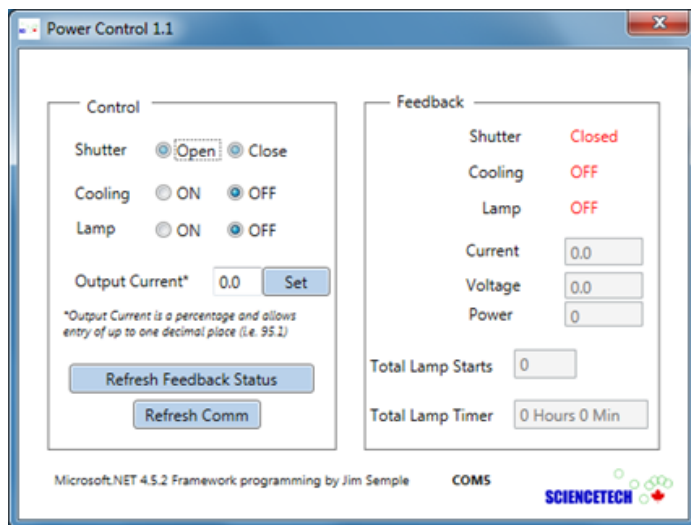 Power Control 1.1
Control
Shutter Open Close
Cooling ON OFF
Lamp ON OFF
Output Current* 0.0 Set
*Output Current is a percentage and allows
entry of up to one decimal place (i.e. 95.1)
Refresh Feedback Status
Refresh Comm
Feedback
Shutter Closed
Cooling OFF
Lamp OFF
Current 0.0
Voltage 0.0
Power 0
Total Lamp Starts 0
Total Lamp Timer 0 Hours 0 Min
Microsoft.NET 4.5.2 Framework programming by Jim Semple COM5
SCIENCETECH